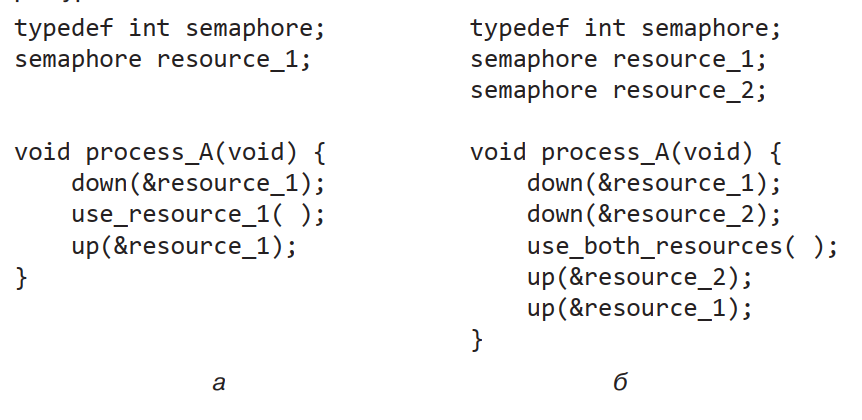 typedef int semaphore;
semaphore resource_1;
void process_A(void) {
    down(&resource_1);
    use_resource_1( );
    up(&resource_1);
}
а
typedef int semaphore;
semaphore resource_1;
semaphore resource_2;
void process_A(void) {
    down(&resource_1);
    down(&resource_2);
    use_both_resources( );
    up(&resource_2);
    up(&resource_1);
}
б